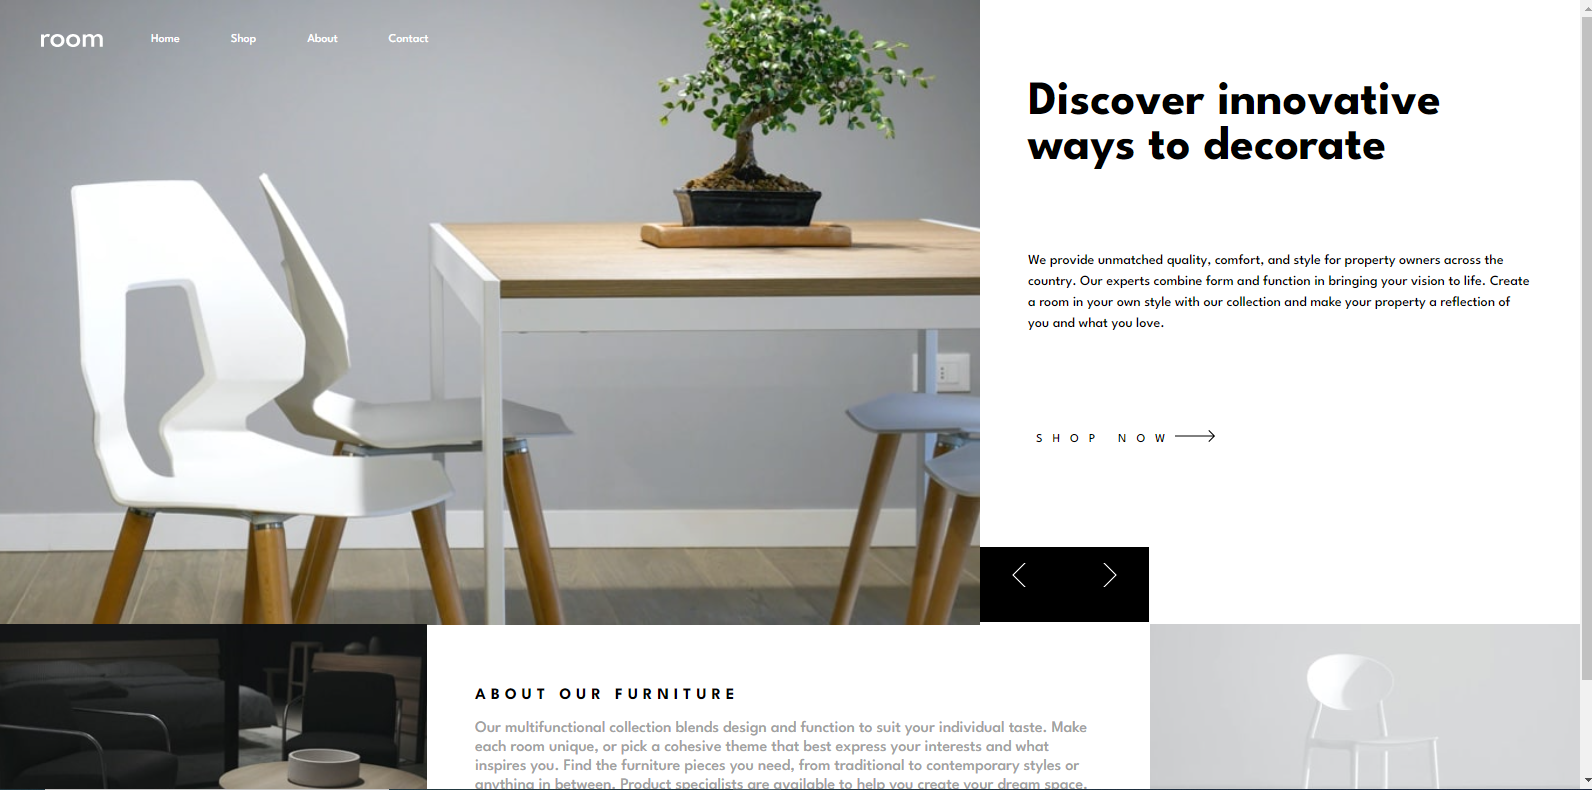 room
Home
Shop
About
Contact
Discover innovative
ways to decorate
We provide unmatched quality, comfort, and style for property owners across the
country. Our experts combine form and function in bringing your vision to life. Create
a room in your own style with our collection and make your property a reflection of
you and what you love.
SHOP NOW
ABOUT OUR FURNITURE
Our multifunctional collection blends design and function to suit your individual taste. Make
each room unique, or pick a cohesive theme that best express your interests and what
inspires you. Find the furniture pieces you need, from traditional to contemporary styles or
anything in between. Product specialists are available to help you create your dream space.